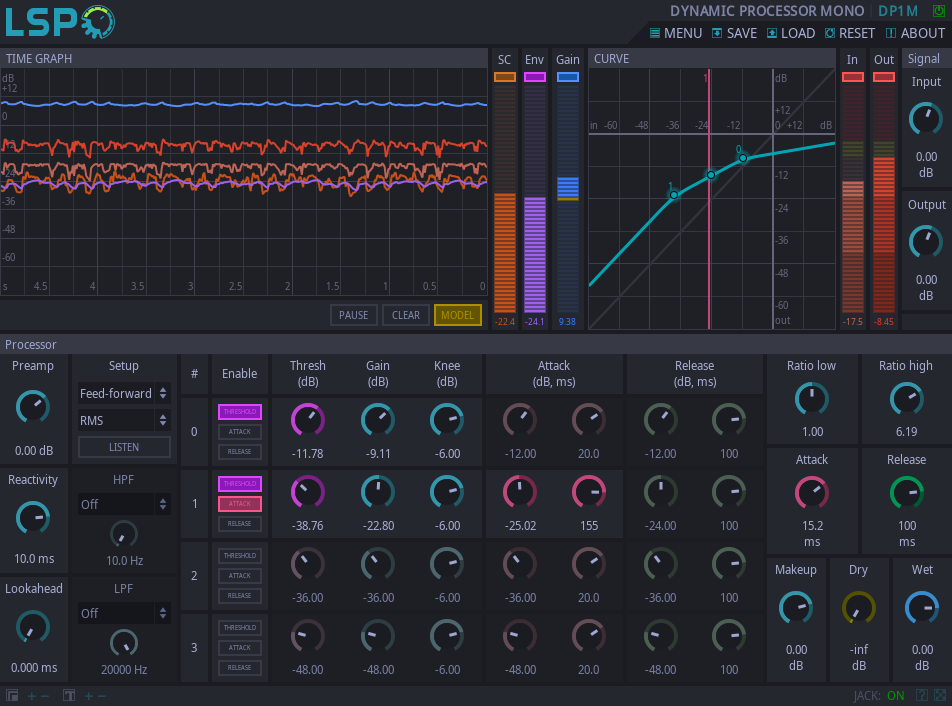 LSP
DYNAMIC PROCESSOR MONO DP1M
MENU SAVE LOAD RESET ABOUT
TIME GRAPH
dB
+12
0
-24
-36
-48
-60
s 4.5 4 3.5 3 2.5 2 1.5 1 0.5 0
PAUSE CLEAR MODEL
SC Env Gain
-22.4 -24.1 9.38
CURVE
1 dB
+12
in -60 -48 -36 -24 -12 0 +12 dB
0
1
-12
-24
-36
-48
-60
out
In Out
-17.5 -8.45
Signal
Input
0.00
dB
Output
0.00
dB
Processor
Preamp
0.00 dB
Reactivity
10.0 ms
Lookahead
0.000 ms
Setup
Feed-forward
RMS
LISTEN
HPF
Off
10.0 Hz
LPF
Off
20000 Hz
# Enable Thresh (dB) Gain (dB) Knee (dB) Attack (dB, ms) Release (dB, ms)
0 THRESHOLD ATTACK RELEASE -11.78 -9.11 -6.00 -12.00 20.0 -12.00 100
1 THRESHOLD ATTACK RELEASE -38.76 -22.80 -6.00 -25.02 155 -24.00 100
2 THRESHOLD ATTACK RELEASE -36.00 -36.00 -6.00 -36.00 20.0 -36.00 100
3 THRESHOLD ATTACK RELEASE -48.00 -48.00 -6.00 -48.00 20.0 -48.00 100
Ratio low Ratio high
1.00 6.19
Attack Release
15.2 100
ms ms
Makeup Dry Wet
0.00 -inf 0.00
dB dB dB
JACK: ON